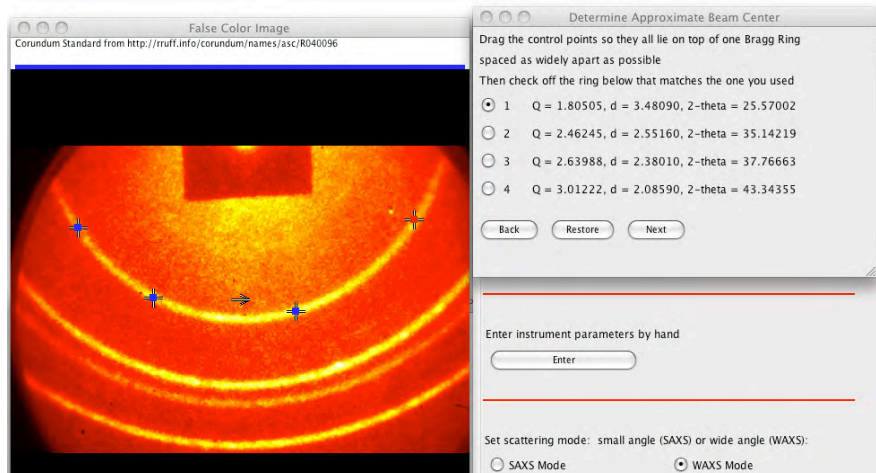 False Color Image
Corundum Standard from http://rruff.info/corundum/names/asc/R040096
Determine Approximate Beam Center
Drag the control points so they all lie on top of one Bragg Ring
spaced as widely apart as possible
Then check off the ring below that matches the one you used
1 Q = 1.80505, d = 3.48090, 2-theta = 25.57002
2 Q = 2.46245, d = 2.55160, 2-theta = 35.14219
3 Q = 2.63988, d = 2.38010, 2-theta = 37.76663
4 Q = 3.01222, d = 2.08590, 2-theta = 43.34355
Back Restore Next
Enter instrument parameters by hand
Enter
Set scattering mode: small angle (SAXS) or wide angle (WAXS):
SAXS Mode WAXS Mode